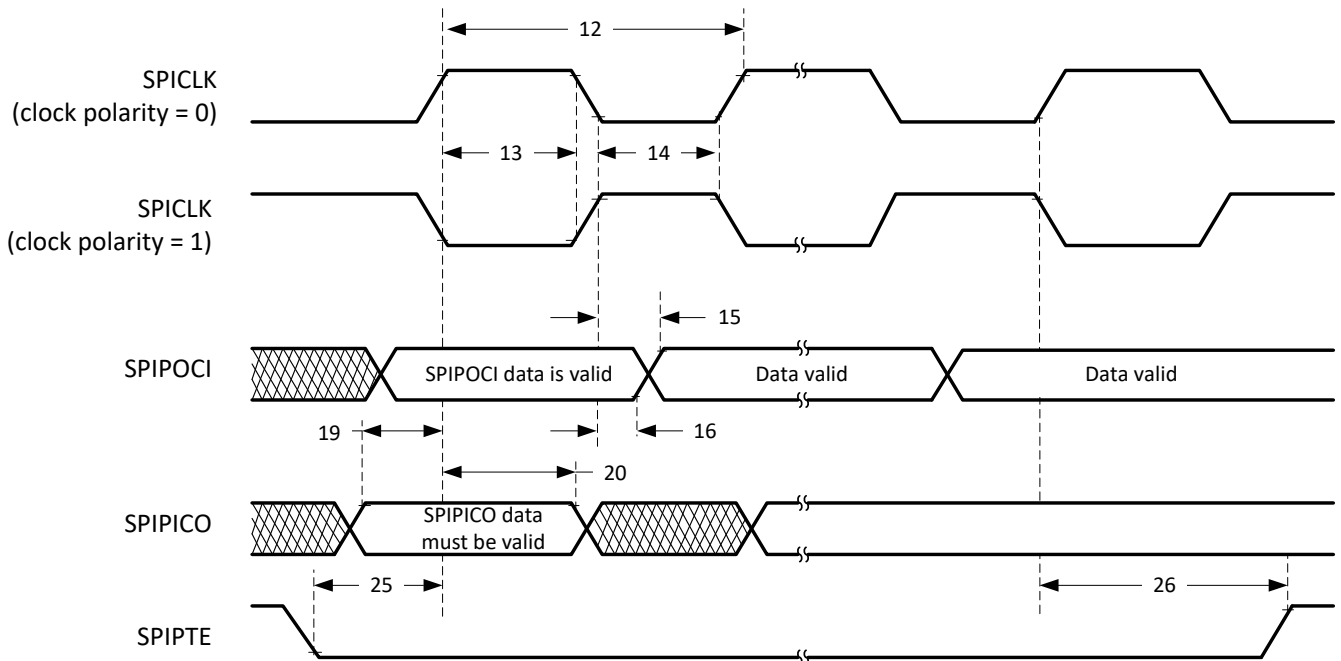 12
SPICLK
(clock polarity = 0)
13
14
SPICLK
(clock polarity = 1)
15
SPIPOCI
SPIPOCI data is valid
Data valid
Data valid
19
16
20
SPIPICO
SPIPICO data
must be valid
25
26
SPIPTE